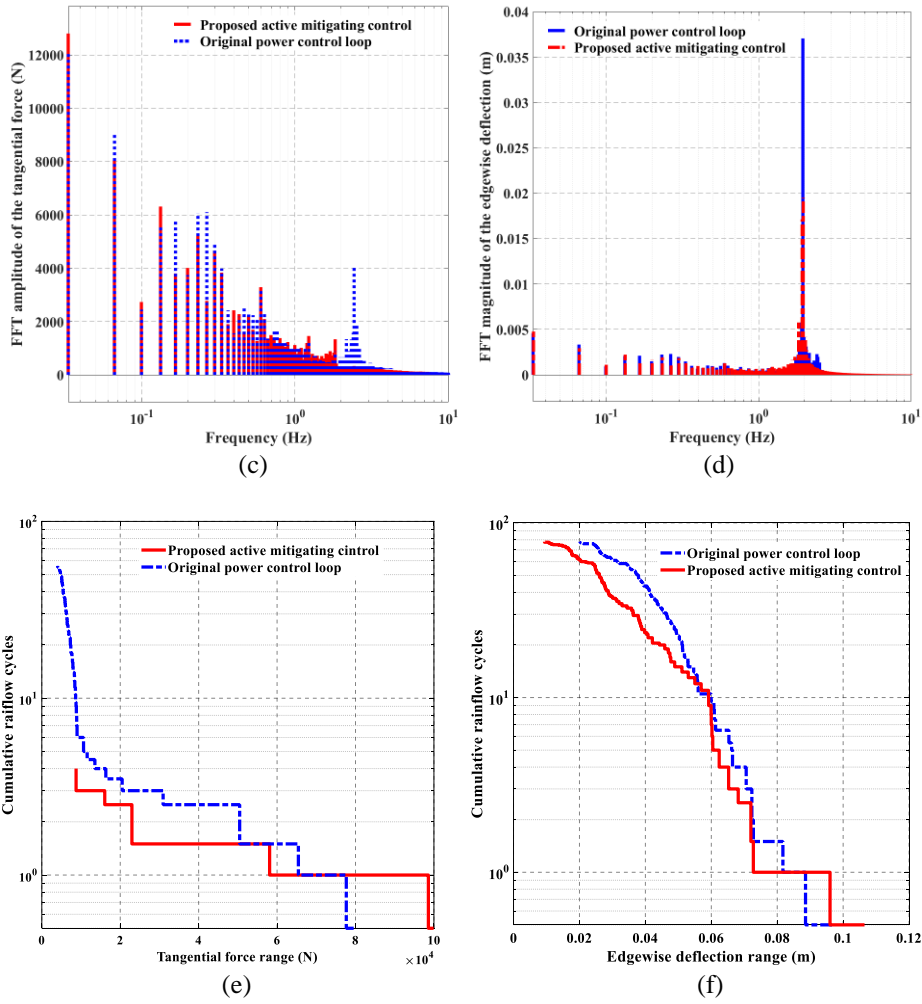 Proposed active mitigating control
Original power control loop
FFT amplitude of the tangential force (N)
12000
10000
8000
6000
4000
2000
0
10^-1
10^0
10^1
Frequency (Hz)
(c)
Original power control loop
Proposed active mitigating control
FFT magnitude of the edgewise deflection (m)
0.04
0.035
0.03
0.025
0.02
0.015
0.01
0.005
0
10^-1
10^0
10^1
Frequency (Hz)
(d)
Proposed active mitigating cintrol
Original power control loop
Cumulative raiflow cycles
10^2
10^1
10^0
0
2
4
6
8
10
×10^4
Tangential force range (N)
(e)
Original power control loop
Proposed active mitigating control
Cumulative rainflow cycles
10^2
10^1
10^0
0
0.02
0.04
0.06
0.08
0.1
0.12
Edgewise deflection range (m)
(f)